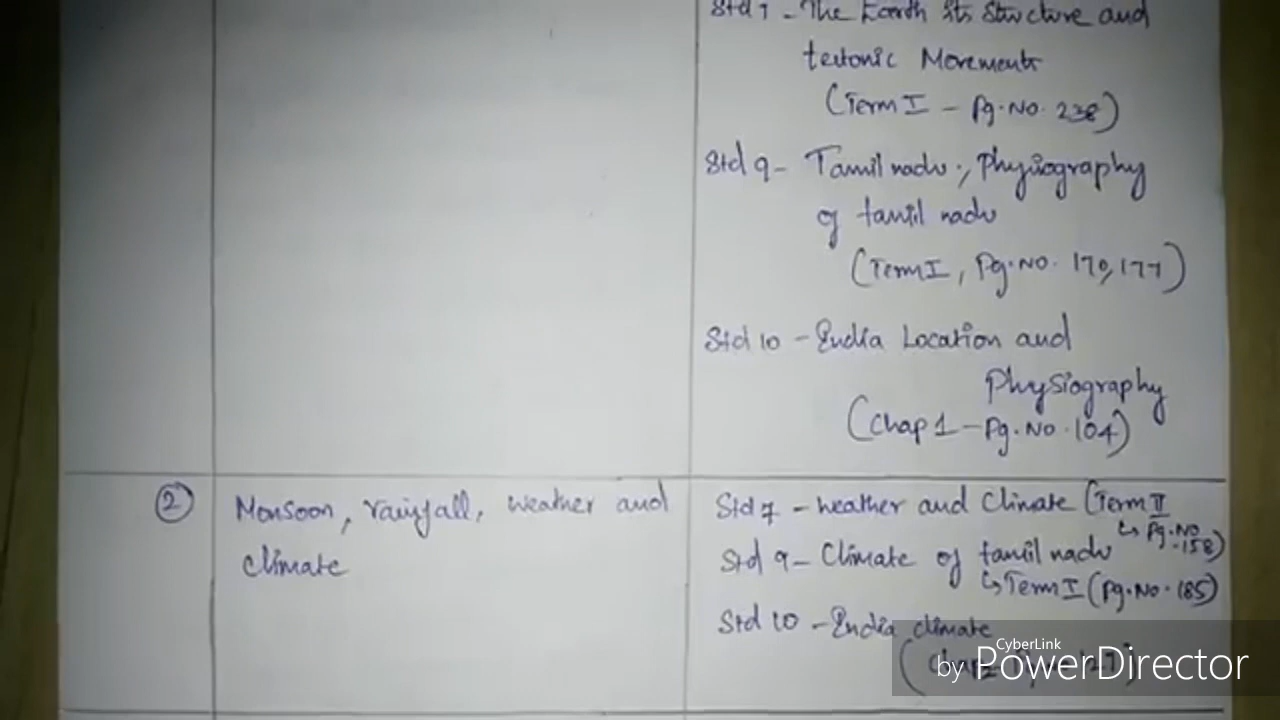 Std 7 - The Earth its structure and
tectonic Movements
(Term I - Pg.No. 238)
Std 9 - Tamil nadu, Physiography
of tamil nadu
(Term I, Pg.No. 170,177)
Std 10 - India Location and
Physiography
(Chap 1 - Pg.No.104)
② Monsoon, rainfall, weather and
climate
Std 7 - Weather and Climate (Term II
↳ Pg.No
-158)
Std 9 - Climate of tamil nadu
↳ Term I (Pg.No.185)
Std 10 - India climate
(Chap 2
CyberLink
by PowerDirector